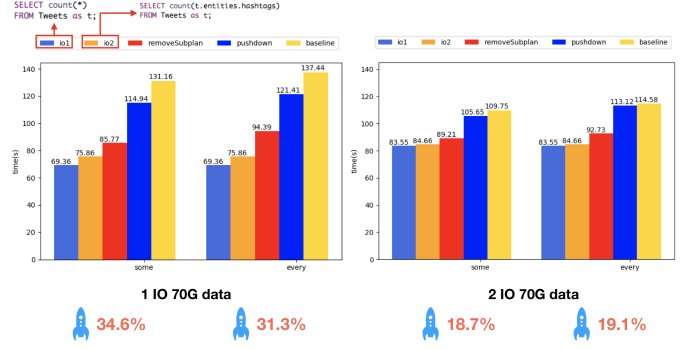 SELECT count(*)
FROM Tweets as t;
SELECT count(t.entities.hashtags)
FROM Tweets as t;
io1 io2 removeSubplan pushdown baseline
time(s)
140
120
100
80
60
40
20
0
69.36 75.86 85.77 114.94 131.16
69.36 75.86 94.39 121.41 137.44
some every
1 IO 70G data
34.6% 31.3%
io1 io2 removeSubplan pushdown baseline
time(s)
140
120
100
80
60
40
20
0
83.55 84.66 89.21 105.65 109.75
83.55 84.66 92.73 113.12 114.58
some every
2 IO 70G data
18.7% 19.1%